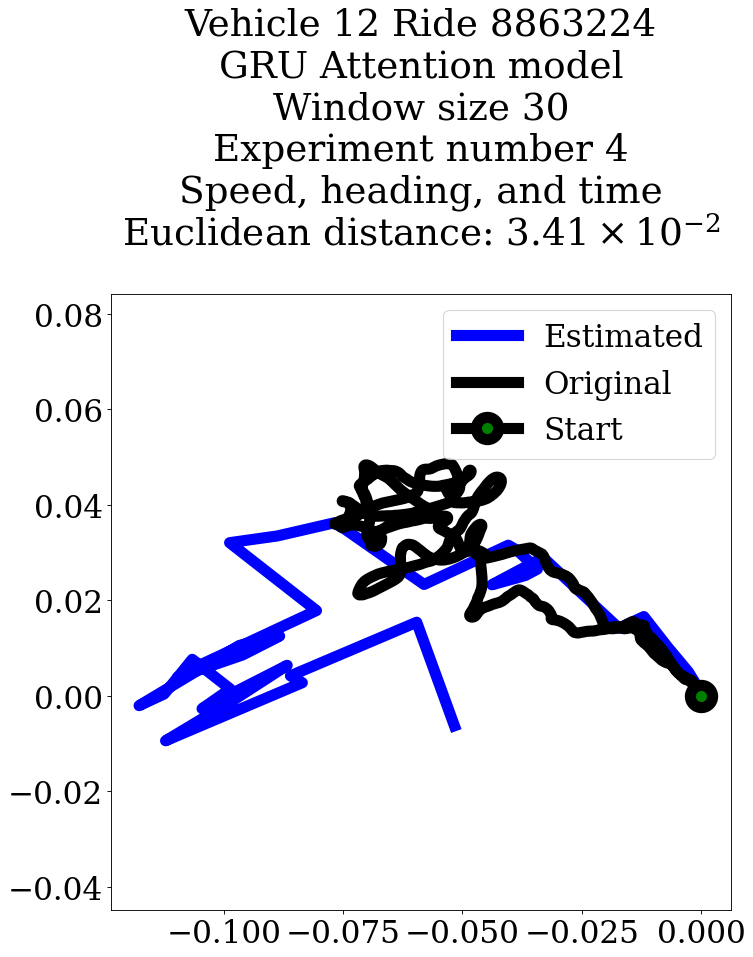 Vehicle 12 Ride 8863224
GRU Attention model
Window size 30
Experiment number 4
Speed, heading, and time
Euclidean distance: 3.41 × 10⁻²
0.08
0.06
0.04
0.02
0.00
−0.02
−0.04
Estimated
Original
Start
−0.100 −0.075 −0.050 −0.025 0.000